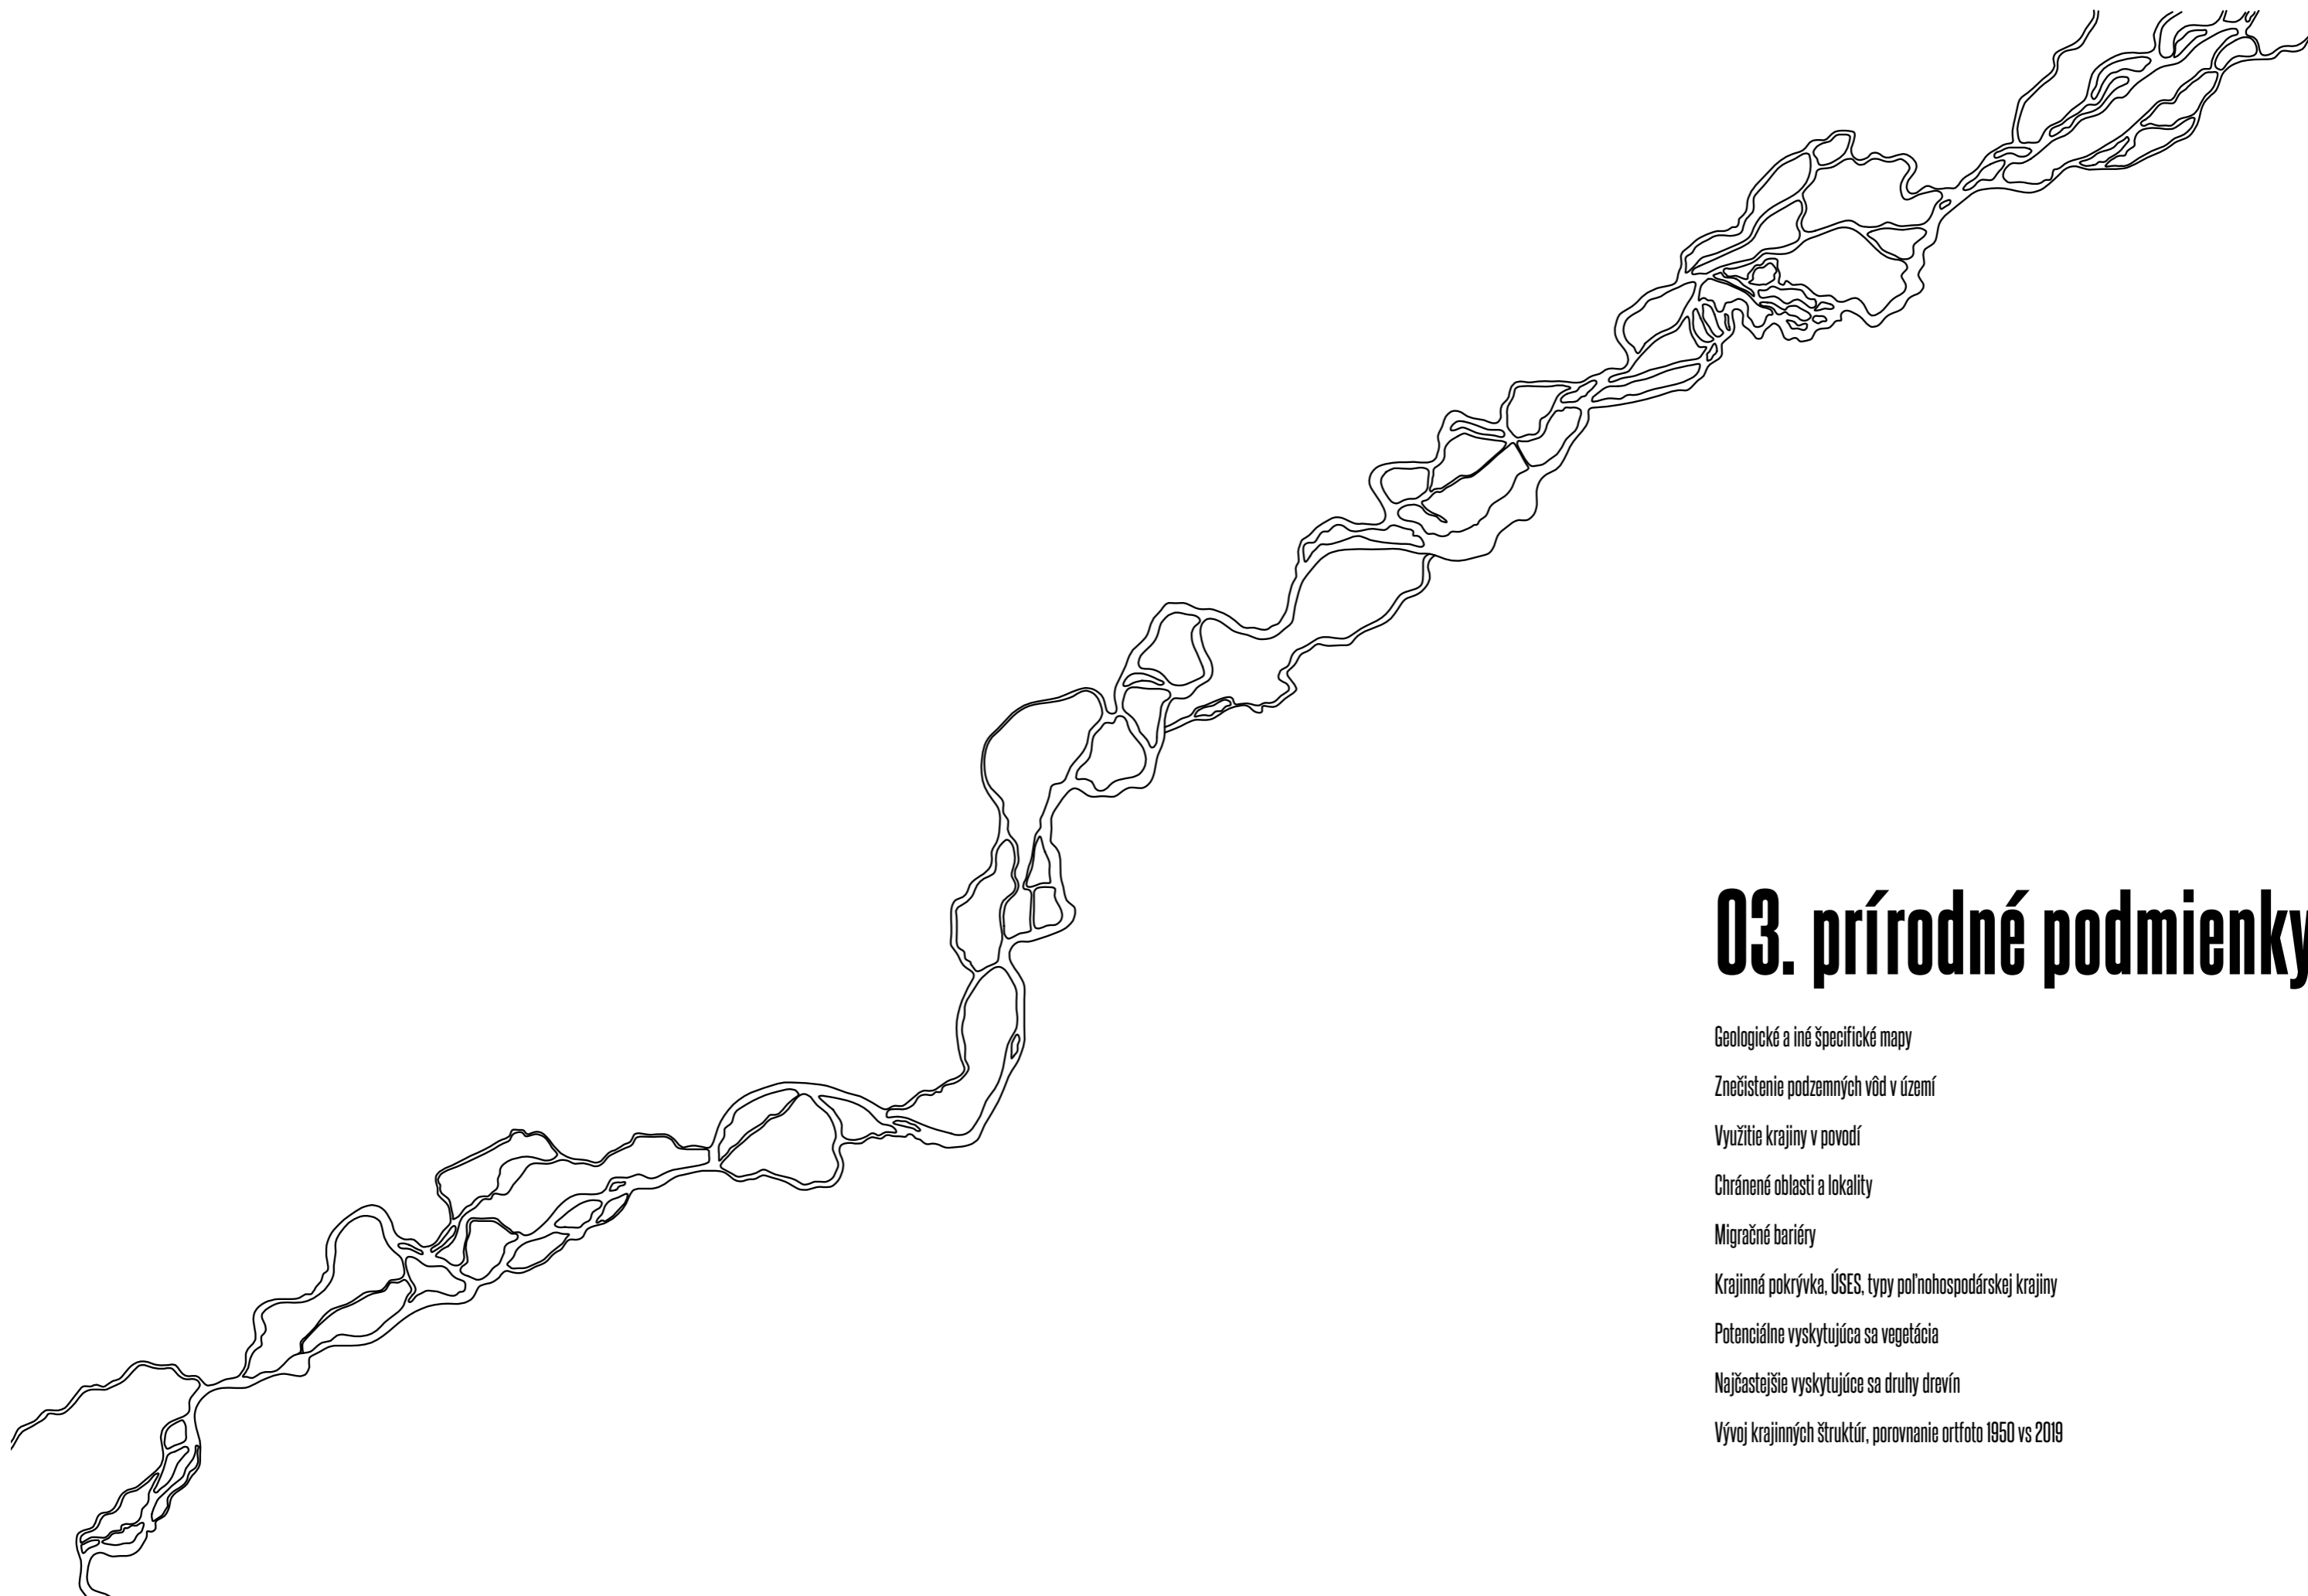 03. prírodné podmienky
Geologické a iné špecifické mapy
Znečistenie podzemných vôd v území
Využitie krajiny v povodí
Chránené oblasti a lokality
Migračné bariéry
Krajinná pokrývka, ÚSES, typy poľnohospodárskej krajiny
Potenciálne vyskytujúca sa vegetácia
Najčastejšie vyskytujúce sa druhy drevín
Vývoj krajinných štruktúr, porovnanie ortfoto 1950 vs 2019